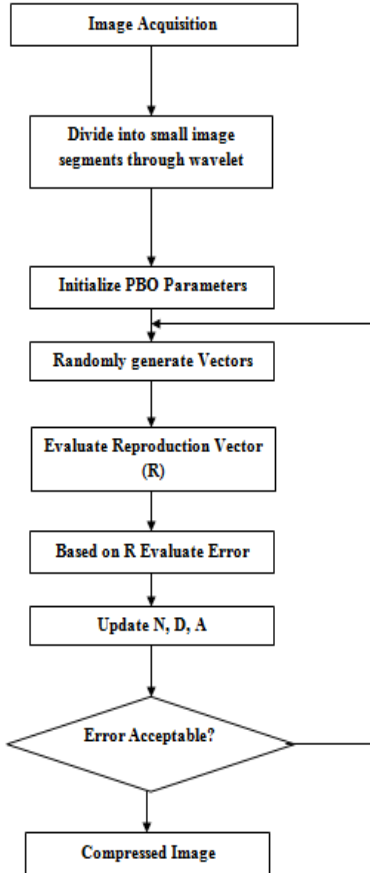 Image Acquisition
Divide into small image
segments through wavelet
Initialize PBO Parameters
Randomly generate Vectors
Evaluate Reproduction Vector
(R)
Based on R Evaluate Error
Update N, D, A
Error Acceptable?
Compressed Image